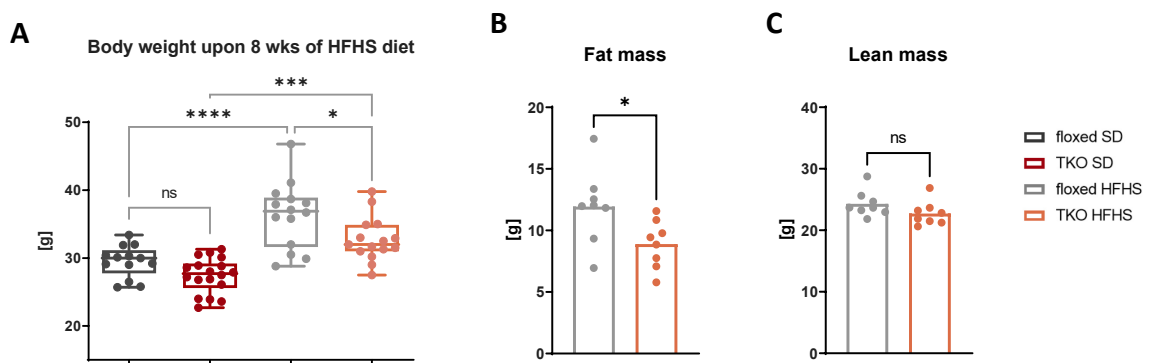 A
Body weight upon 8 wks of HFHS diet
***
****
*
ns
50
40
30
20
[g]
B
Fat mass
*
20
15
10
5
0
[g]
C
Lean mass
ns
40
30
20
10
0
[g]
floxed SD
TKO SD
floxed HFHS
TKO HFHS